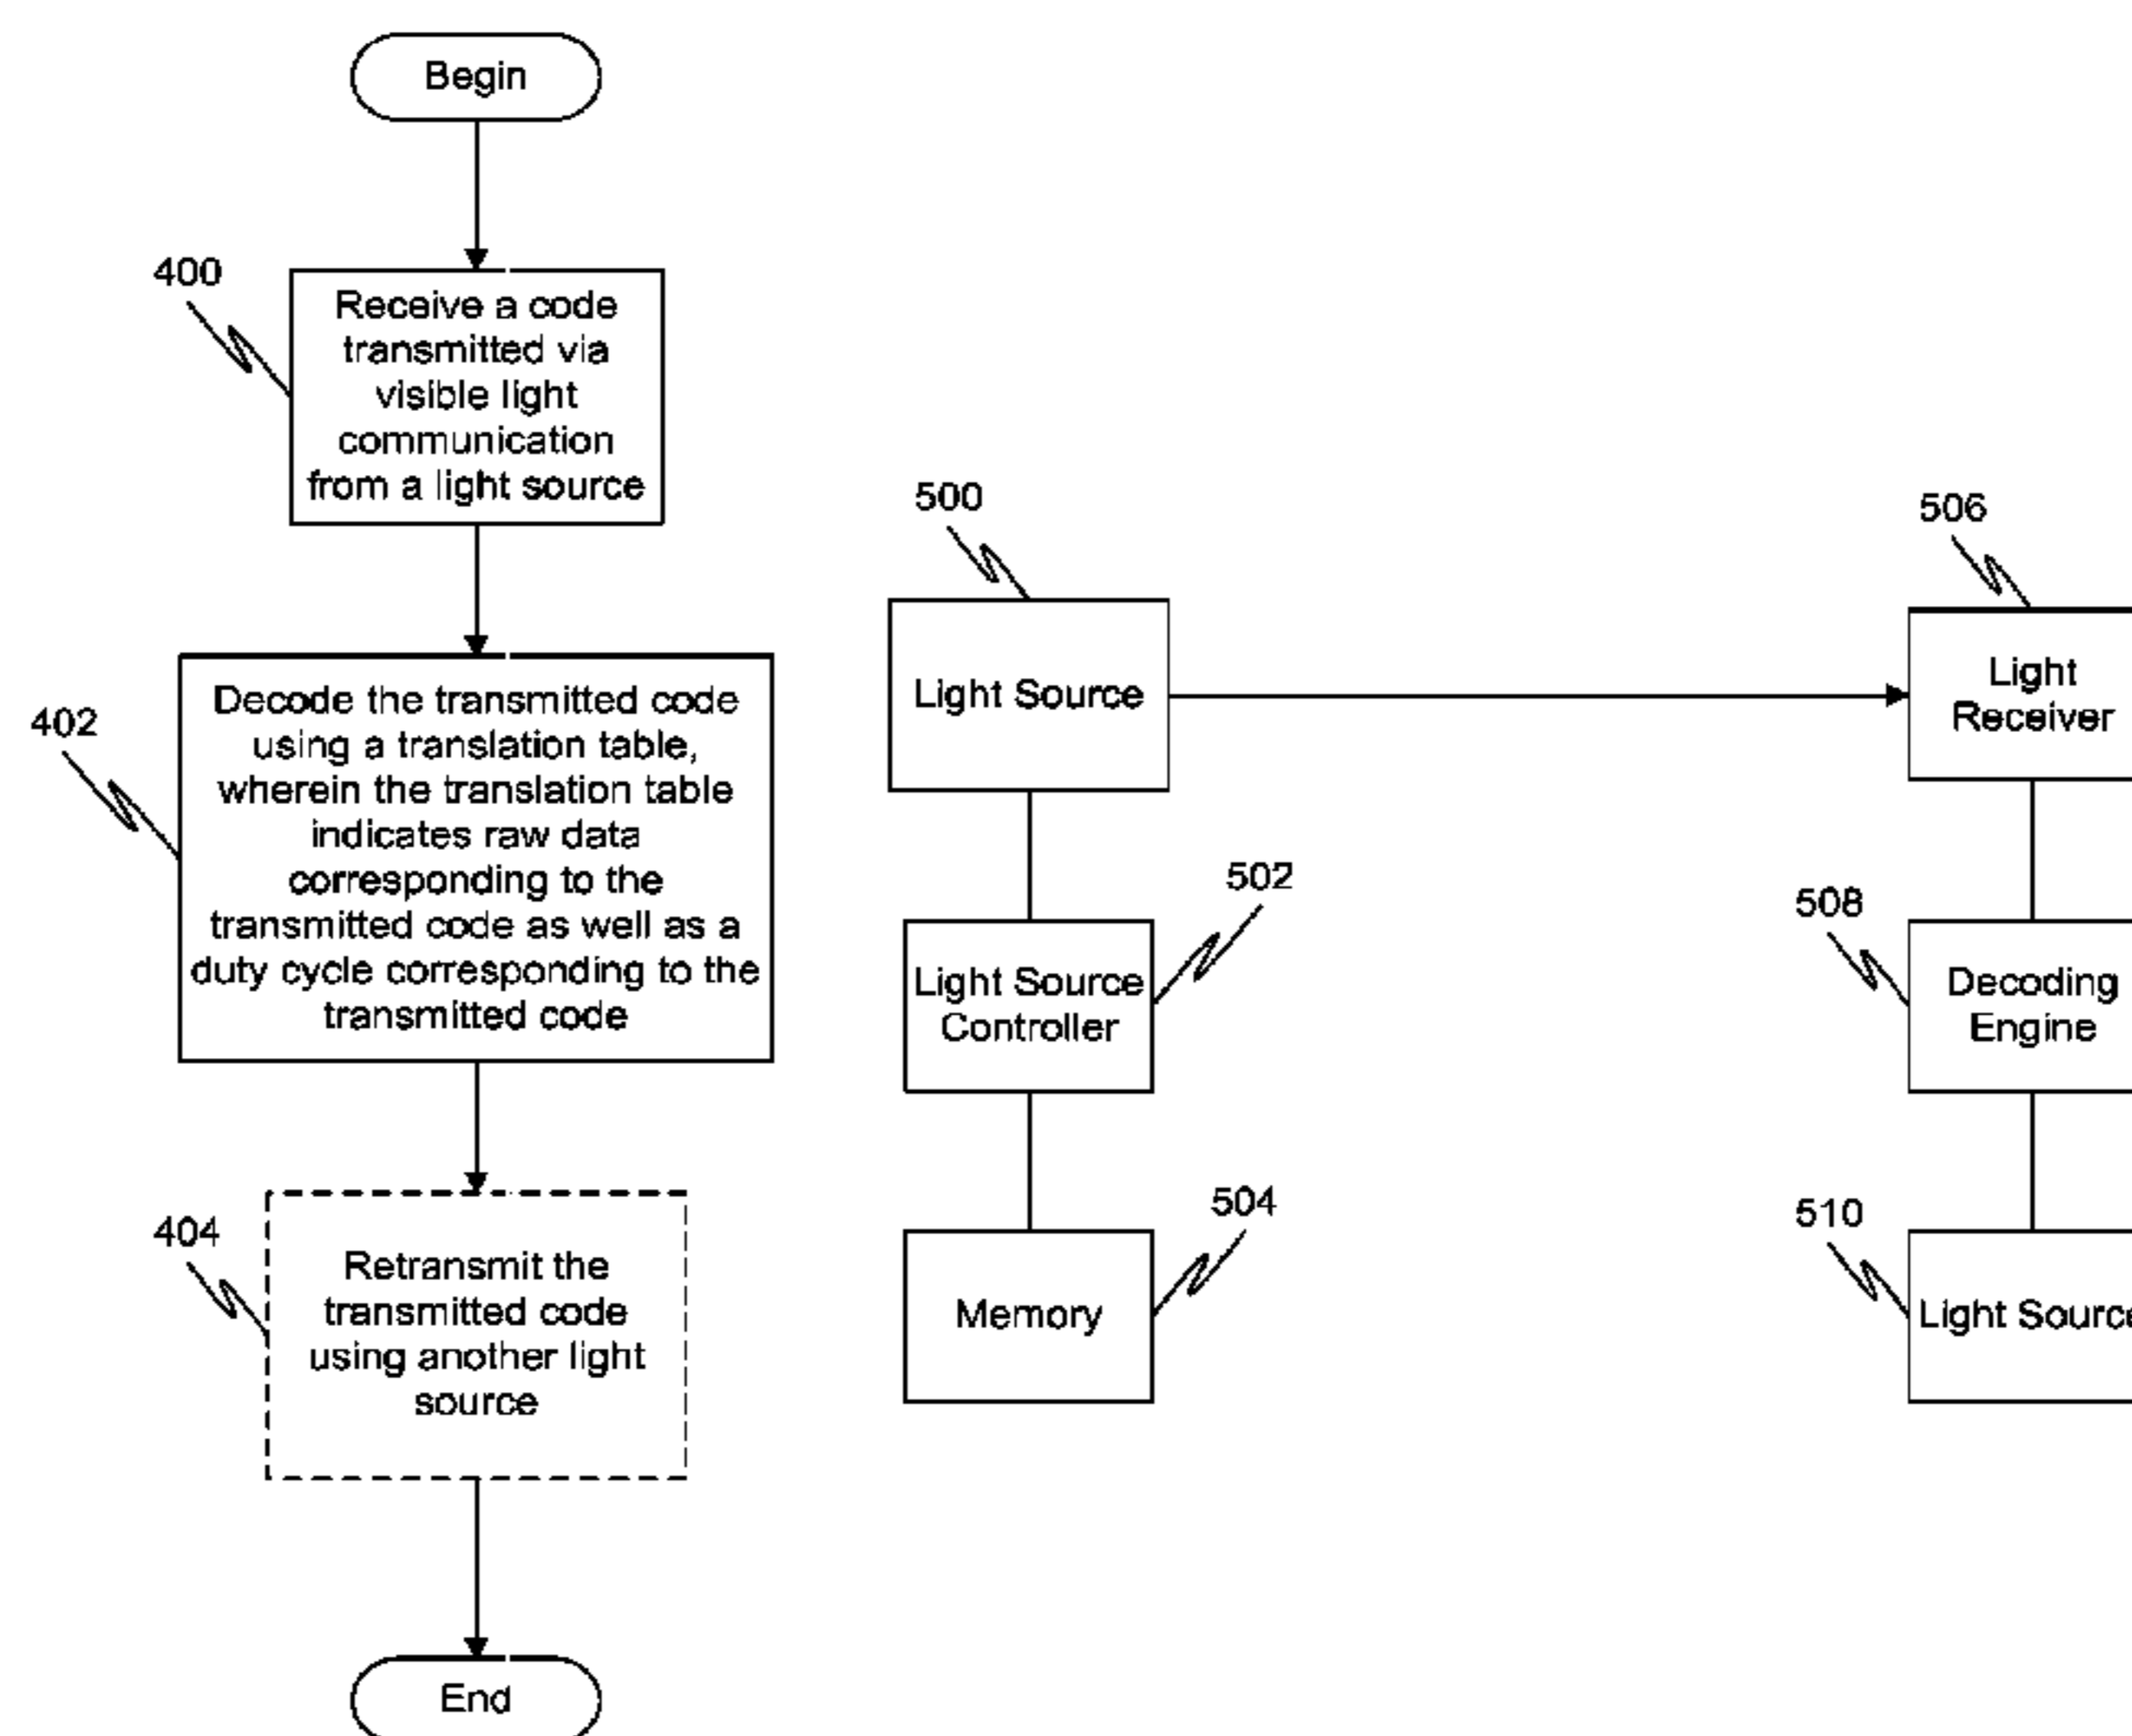 Begin
400
Receive a code
transmitted via
visible light
communication
from a light source
402
Decode the transmitted code
using a translation table,
wherein the translation table
indicates raw data
corresponding to the
transmitted code as well as a
duty cycle corresponding to the
transmitted code
404
Retransmit the
transmitted code
using another light
source
End
500
Light Source
502
Light Source
Controller
504
Memory
506
Light
Receiver
508
Decoding
Engine
510
Light Source